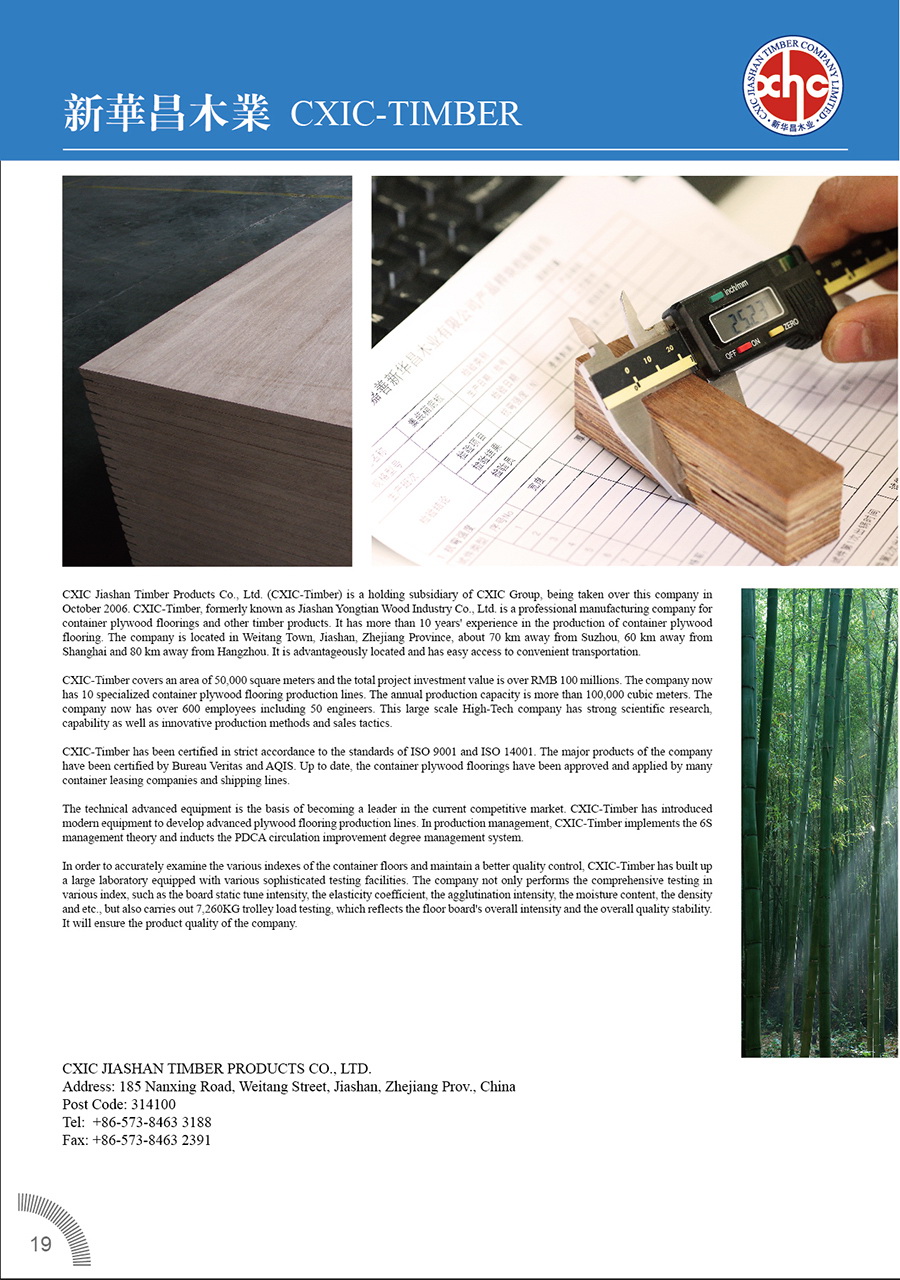 新華昌木業 CXIC-TIMBER
CXIC JIASHAN TIMBER COMPANY LIMITED
xhc
·新华昌木业·
inch/mm
25.23
OFF ON ZERO
0 10 20
嘉善新华昌木业有限公司产品
CXIC Jiashan Timber Products Co., Ltd. (CXIC-Timber) is a holding subsidiary of CXIC Group, being taken over this company in
October 2006. CXIC-Timber, formerly known as Jiashan Yongtian Wood Industry Co., Ltd. is a professional manufacturing company for
container plywood floorings and other timber products. It has more than 10 years' experience in the production of container plywood
flooring. The company is located in Weitang Town, Jiashan, Zhejiang Province, about 70 km away from Suzhou, 60 km away from
Shanghai and 80 km away from Hangzhou. It is advantageously located and has easy access to convenient transportation.
CXIC-Timber covers an area of 50,000 square meters and the total project investment value is over RMB 100 millions. The company now
has 10 specialized container plywood flooring production lines. The annual production capacity is more than 100,000 cubic meters. The
company now has over 600 employees including 50 engineers. This large scale High-Tech company has strong scientific research,
capability as well as innovative production methods and sales tactics.
CXIC-Timber has been certified in strict accordance to the standards of ISO 9001 and ISO 14001. The major products of the company
have been certified by Bureau Veritas and AQIS. Up to date, the container plywood floorings have been approved and applied by many
container leasing companies and shipping lines.
The technical advanced equipment is the basis of becoming a leader in the current competitive market. CXIC-Timber has introduced
modern equipment to develop advanced plywood flooring production lines. In production management, CXIC-Timber implements the 6S
management theory and inducts the PDCA circulation improvement degree management system.
In order to accurately examine the various indexes of the container floors and maintain a better quality control, CXIC-Timber has built up
a large laboratory equipped with various sophisticated testing facilities. The company not only performs the comprehensive testing in
various index, such as the board static tune intensity, the elasticity coefficient, the agglutination intensity, the moisture content, the density
and etc., but also carries out 7,260KG trolley load testing, which reflects the floor board's overall intensity and the overall quality stability.
It will ensure the product quality of the company.
CXIC JIASHAN TIMBER PRODUCTS CO., LTD.
Address: 185 Nanxing Road, Weitang Street, Jiashan, Zhejiang Prov., China
Post Code: 314100
Tel: +86-573-8463 3188
Fax: +86-573-8463 2391
19